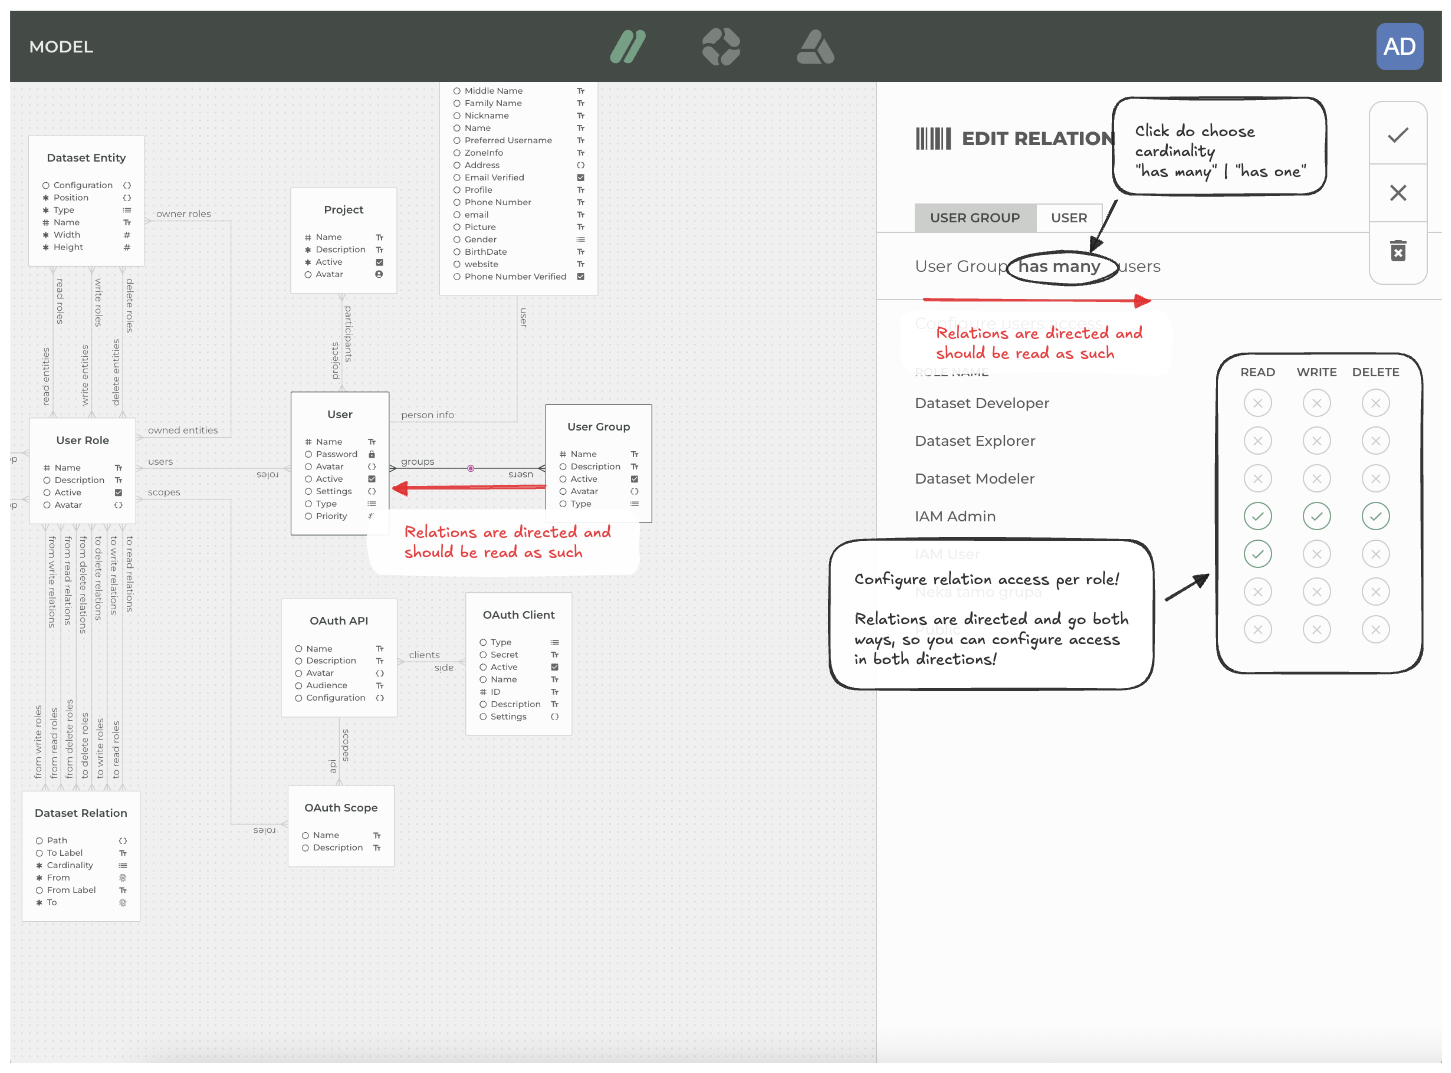 MODEL
AD
Dataset Entity
Configuration
Position
Type
Name
Width
Height
owner roles
read roles
write roles
delete roles
read entities
write entities
delete entities
Project
Name
Description
Active
Avatar
participants
projects
Middle Name
Family Name
Nickname
Name
Preferred Username
ZoneInfo
Address
Email Verified
Profile
Phone Number
email
Picture
Gender
BirthDate
website
Phone Number Verified
user
person info
User Role
Name
Description
Active
Avatar
owned entities
users
roles
scopes
op
op
User
Name
Password
Avatar
Active
Settings
Type
Priority
groups
users
User Group
Name
Description
Active
Avatar
Type
Relations are directed and
should be read as such
from write relations
from read relations
from delete relations
to delete relations
to write relations
to read relations
from write roles
from read roles
from delete roles
to delete roles
to write roles
to read roles
OAuth API
Name
Description
Avatar
Audience
Configuration
clients
apis
OAuth Client
Type
Secret
Active
Name
ID
Description
Settings
scopes
api
OAuth Scope
Name
Description
roles
Dataset Relation
Path
To Label
Cardinality
From
From Label
To
EDIT RELATION
Click do choose
cardinality
"has many" | "has one"
USER GROUP
USER
User Group has many users
Relations are directed and
should be read as such
ROLE NAME
READ WRITE DELETE
Dataset Developer
Dataset Explorer
Dataset Modeler
IAM Admin
IAM User
Neka tamo grupa
Configure relation access per role!
Relations are directed and go both
ways, so you can configure access
in both directions!